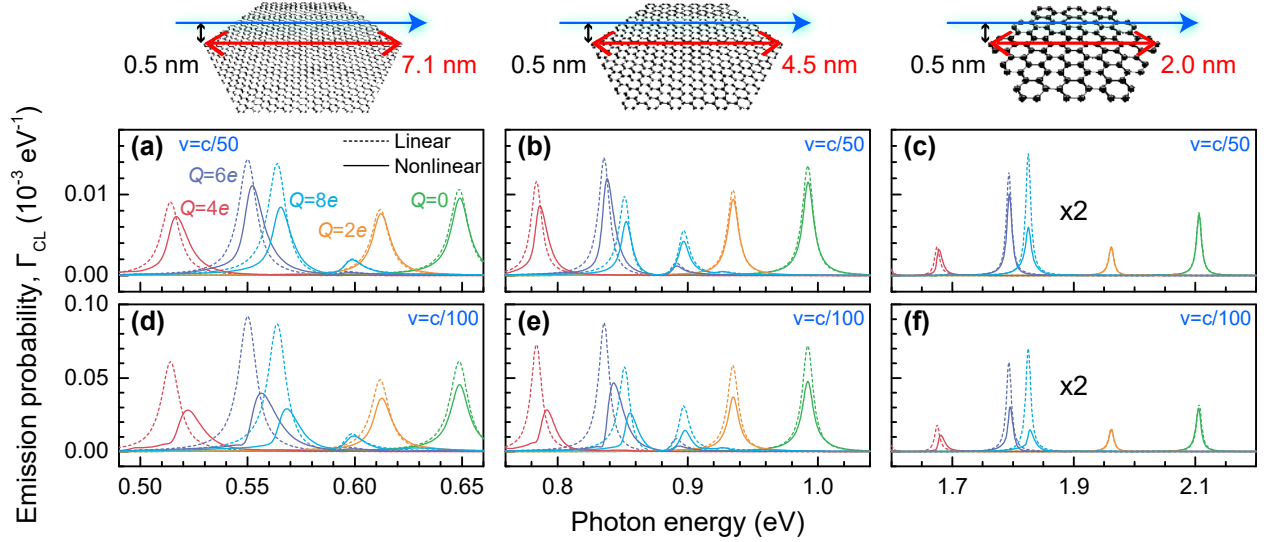 0.5 nm 7.1 nm 0.5 nm 4.5 nm 0.5 nm 2.0 nm
(a) v=c/50 Linear
Nonlinear
Q=6e
Q=4e Q=8e Q=2e Q=0
(b) v=c/50
(c) v=c/50
x2
0.01
0.00
(d) v=c/100
(e) v=c/100
(f) v=c/100
x2
0.10
0.05
0.00
0.50 0.55 0.60 0.65 0.8 0.9 1.0 1.7 1.9 2.1
Emission probability, Γ_CL (10⁻³ eV⁻¹)
Photon energy (eV)